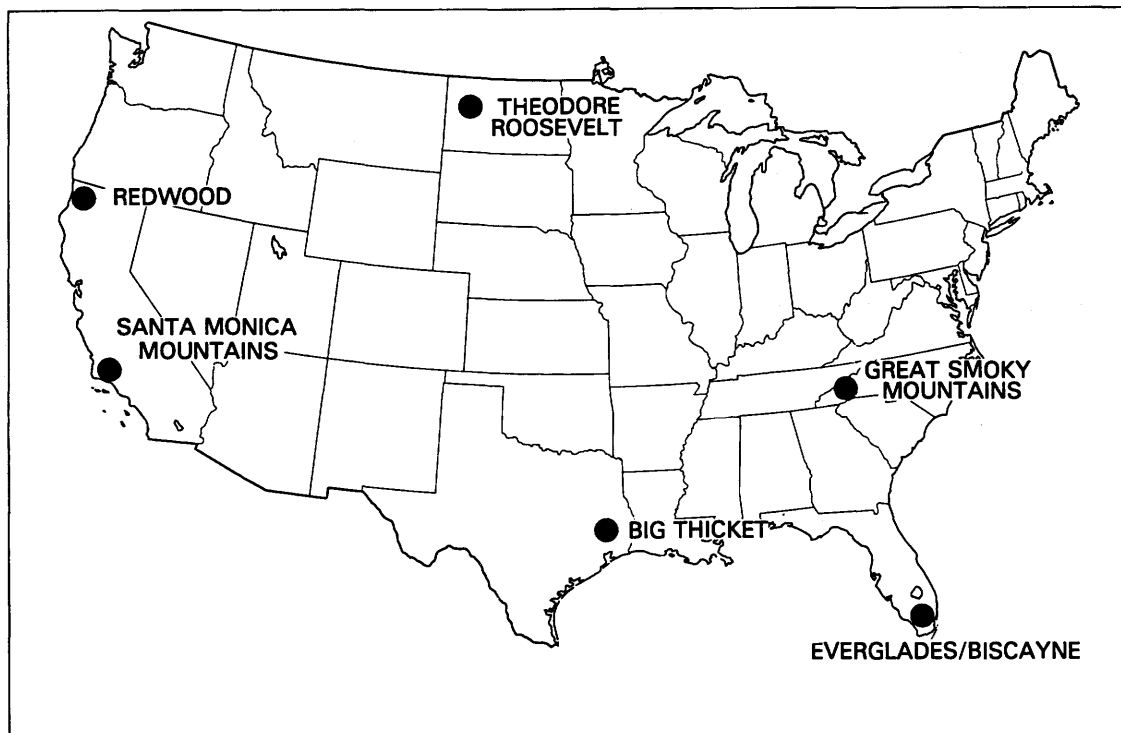 THEODORE
ROOSEVELT
REDWOOD
SANTA MONICA
MOUNTAINS
GREAT SMOKY
MOUNTAINS
BIG THICKET
EVERGLADES/BISCAYNE